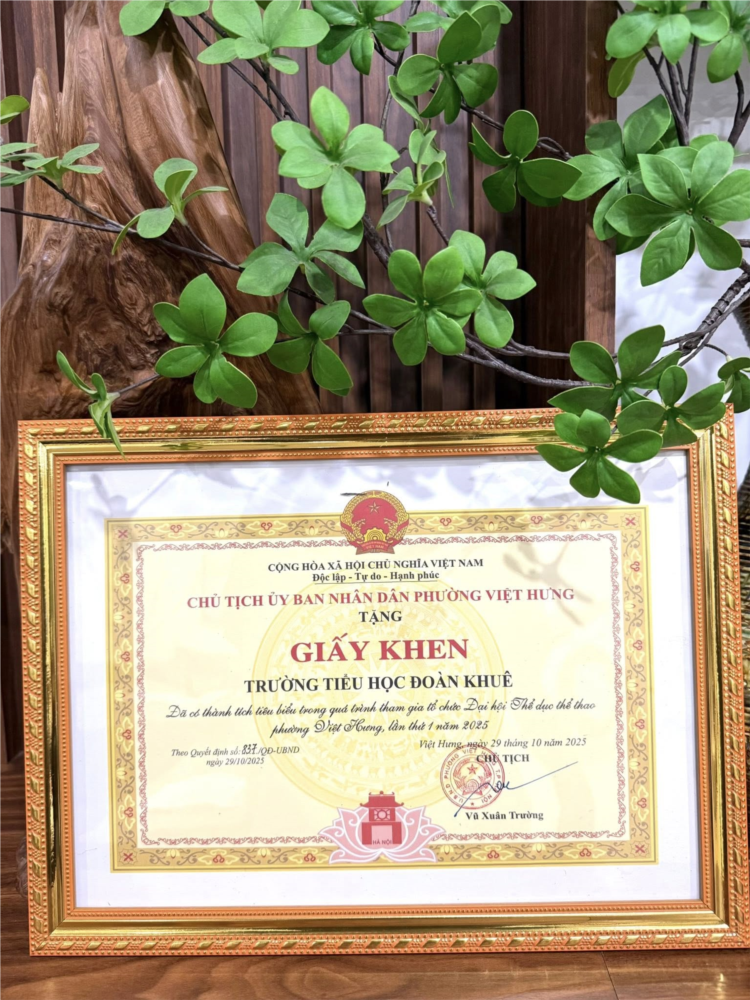 CỘNG HÒA XÃ HỘI CHỦ NGHĨA VIỆT NAM
Độc lập - Tự do - Hạnh phúc
CHỦ TỊCH ỦY BAN NHÂN DÂN PHƯỜNG VIỆT HƯNG
TẶNG
GIẤY KHEN
TRƯỜNG TIỂU HỌC ĐOÀN KHUÊ
Đã có thành tích tiêu biểu trong quá trình tham gia tổ chức Đại hội Thể dục thể thao
phường Việt Hưng, lần thứ 1 năm 2025
Theo Quyết định số: 837/QĐ-UBND
ngày 29/10/2025
Việt Hưng, ngày 29 tháng 10 năm 2025
CHỦ TỊCH
Vũ Xuân Trường
HÀ NỘI